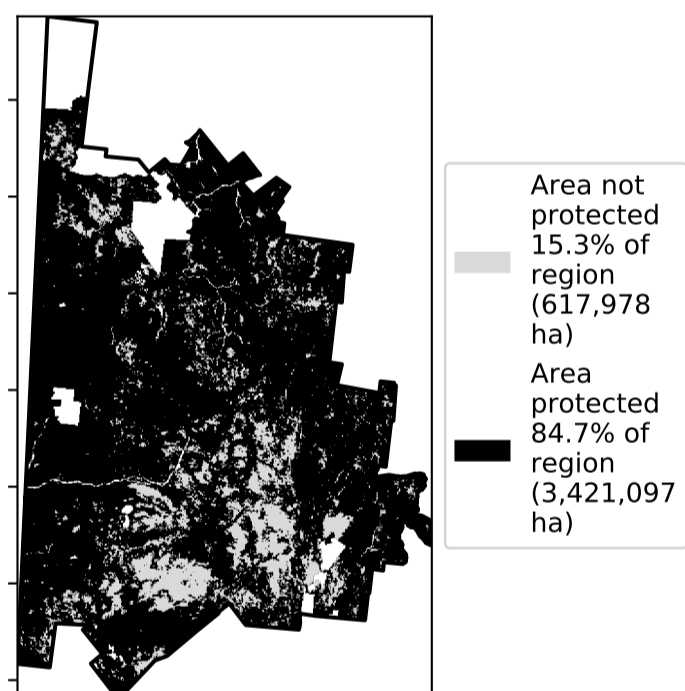 Area not
protected
15.3% of
region
(617,978
ha)
Area
protected
84.7% of
region
(3,421,097
ha)